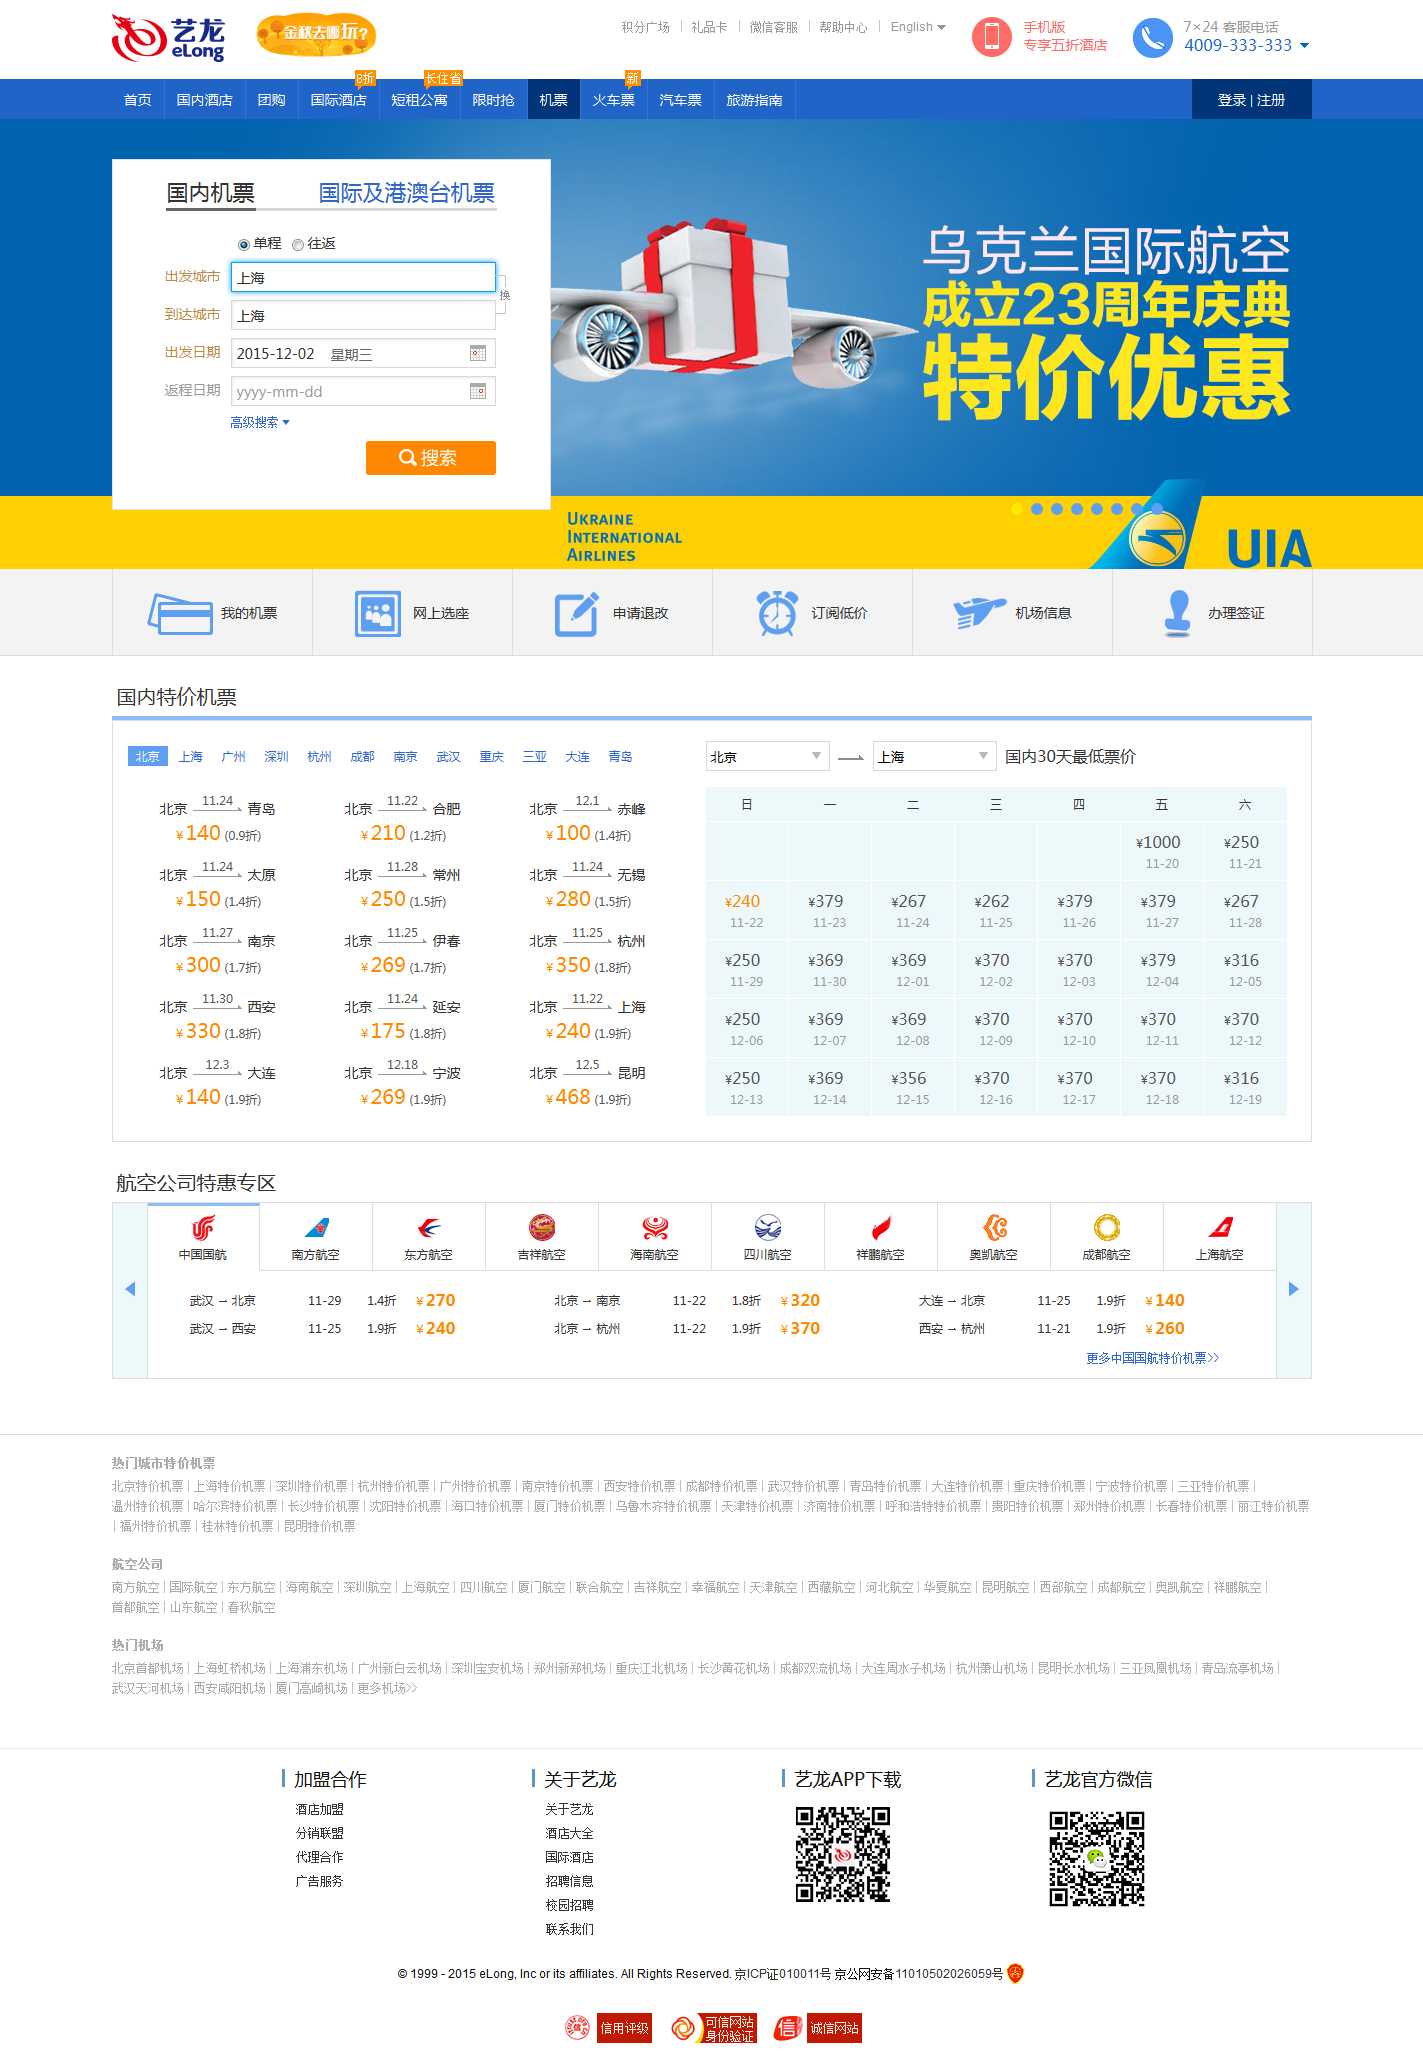 艺龙
eLong
金秋去哪玩?
积分广场 | 礼品卡 | 微信客服 | 帮助中心 | English
手机版
专享五折酒店
7×24 客服电话
4009-333-333
8折 长住省 新
首页 国内酒店 团购 国际酒店 短租公寓 限时抢 机票 火车票 汽车票 旅游指南 登录 | 注册
国内机票 国际及港澳台机票
单程 往返
出发城市 上海
换
到达城市 上海
出发日期 2015-12-02 星期三
返程日期 yyyy-mm-dd
高级搜索
搜索
乌克兰国际航空
成立23周年庆典
特价优惠
UKRAINE
INTERNATIONAL
AIRLINES
UIA
我的机票 网上选座 申请退改 订阅低价 机场信息 办理签证
国内特价机票
北京 上海 广州 深圳 杭州 成都 南京 武汉 重庆 三亚 大连 青岛
北京 11.24 青岛 北京 11.22 合肥 北京 12.1 赤峰
¥140 (0.9折) ¥210 (1.2折) ¥100 (1.4折)
北京 11.24 太原 北京 11.28 常州 北京 11.24 无锡
¥150 (1.4折) ¥250 (1.5折) ¥280 (1.5折)
北京 11.27 南京 北京 11.25 伊春 北京 11.25 杭州
¥300 (1.7折) ¥269 (1.7折) ¥350 (1.8折)
北京 11.30 西安 北京 11.24 延安 北京 11.22 上海
¥330 (1.8折) ¥175 (1.8折) ¥240 (1.9折)
北京 12.3 大连 北京 12.18 宁波 北京 12.5 昆明
¥140 (1.9折) ¥269 (1.9折) ¥468 (1.9折)
北京 上海 国内30天最低票价
日 一 二 三 四 五 六
¥1000 ¥250
11-20 11-21
¥240 ¥379 ¥267 ¥262 ¥379 ¥379 ¥267
11-22 11-23 11-24 11-25 11-26 11-27 11-28
¥250 ¥369 ¥369 ¥370 ¥370 ¥379 ¥316
11-29 11-30 12-01 12-02 12-03 12-04 12-05
¥250 ¥369 ¥369 ¥370 ¥370 ¥370 ¥370
12-06 12-07 12-08 12-09 12-10 12-11 12-12
¥250 ¥369 ¥356 ¥370 ¥370 ¥370 ¥316
12-13 12-14 12-15 12-16 12-17 12-18 12-19
航空公司特惠专区
中国国航 南方航空 东方航空 吉祥航空 海南航空 四川航空 祥鹏航空 奥凯航空 成都航空 上海航空
武汉 → 北京 11-29 1.4折 ¥270 北京 → 南京 11-22 1.8折 ¥320 大连 → 北京 11-25 1.9折 ¥140
武汉 → 西安 11-25 1.9折 ¥240 北京 → 杭州 11-22 1.9折 ¥370 西安 → 杭州 11-21 1.9折 ¥260
更多中国国航特价机票>>
热门城市特价机票
北京特价机票 | 上海特价机票 | 深圳特价机票 | 杭州特价机票 | 广州特价机票 | 南京特价机票 | 西安特价机票 | 成都特价机票 | 武汉特价机票 | 青岛特价机票 | 大连特价机票 | 重庆特价机票 | 宁波特价机票 | 三亚特价机票 |
温州特价机票 | 哈尔滨特价机票 | 长沙特价机票 | 沈阳特价机票 | 海口特价机票 | 厦门特价机票 | 乌鲁木齐特价机票 | 天津特价机票 | 济南特价机票 | 呼和浩特特价机票 | 贵阳特价机票 | 郑州特价机票 | 长春特价机票 | 丽江特价机票
| 福州特价机票 | 桂林特价机票 | 昆明特价机票
航空公司
南方航空 | 国际航空 | 东方航空 | 海南航空 | 深圳航空 | 上海航空 | 四川航空 | 厦门航空 | 联合航空 | 吉祥航空 | 幸福航空 | 天津航空 | 西藏航空 | 河北航空 | 华夏航空 | 昆明航空 | 西部航空 | 成都航空 | 奥凯航空 | 祥鹏航空 |
首都航空 | 山东航空 | 春秋航空
热门机场
北京首都机场 | 上海虹桥机场 | 上海浦东机场 | 广州新白云机场 | 深圳宝安机场 | 郑州新郑机场 | 重庆江北机场 | 长沙黄花机场 | 成都双流机场 | 大连周水子机场 | 杭州萧山机场 | 昆明长水机场 | 三亚凤凰机场 | 青岛流亭机场 |
武汉天河机场 | 西安咸阳机场 | 厦门高崎机场 | 更多机场>>
加盟合作 关于艺龙 艺龙APP下载 艺龙官方微信
酒店加盟 关于艺龙
分销联盟 酒店大全
代理合作 国际酒店
广告服务 招聘信息
校园招聘
联系我们
© 1999 - 2015 eLong, Inc or its affiliates. All Rights Reserved. 京ICP证010011号 京公网安备11010502026059号
信用评级 可信网站 信 诚信网站
身份验证